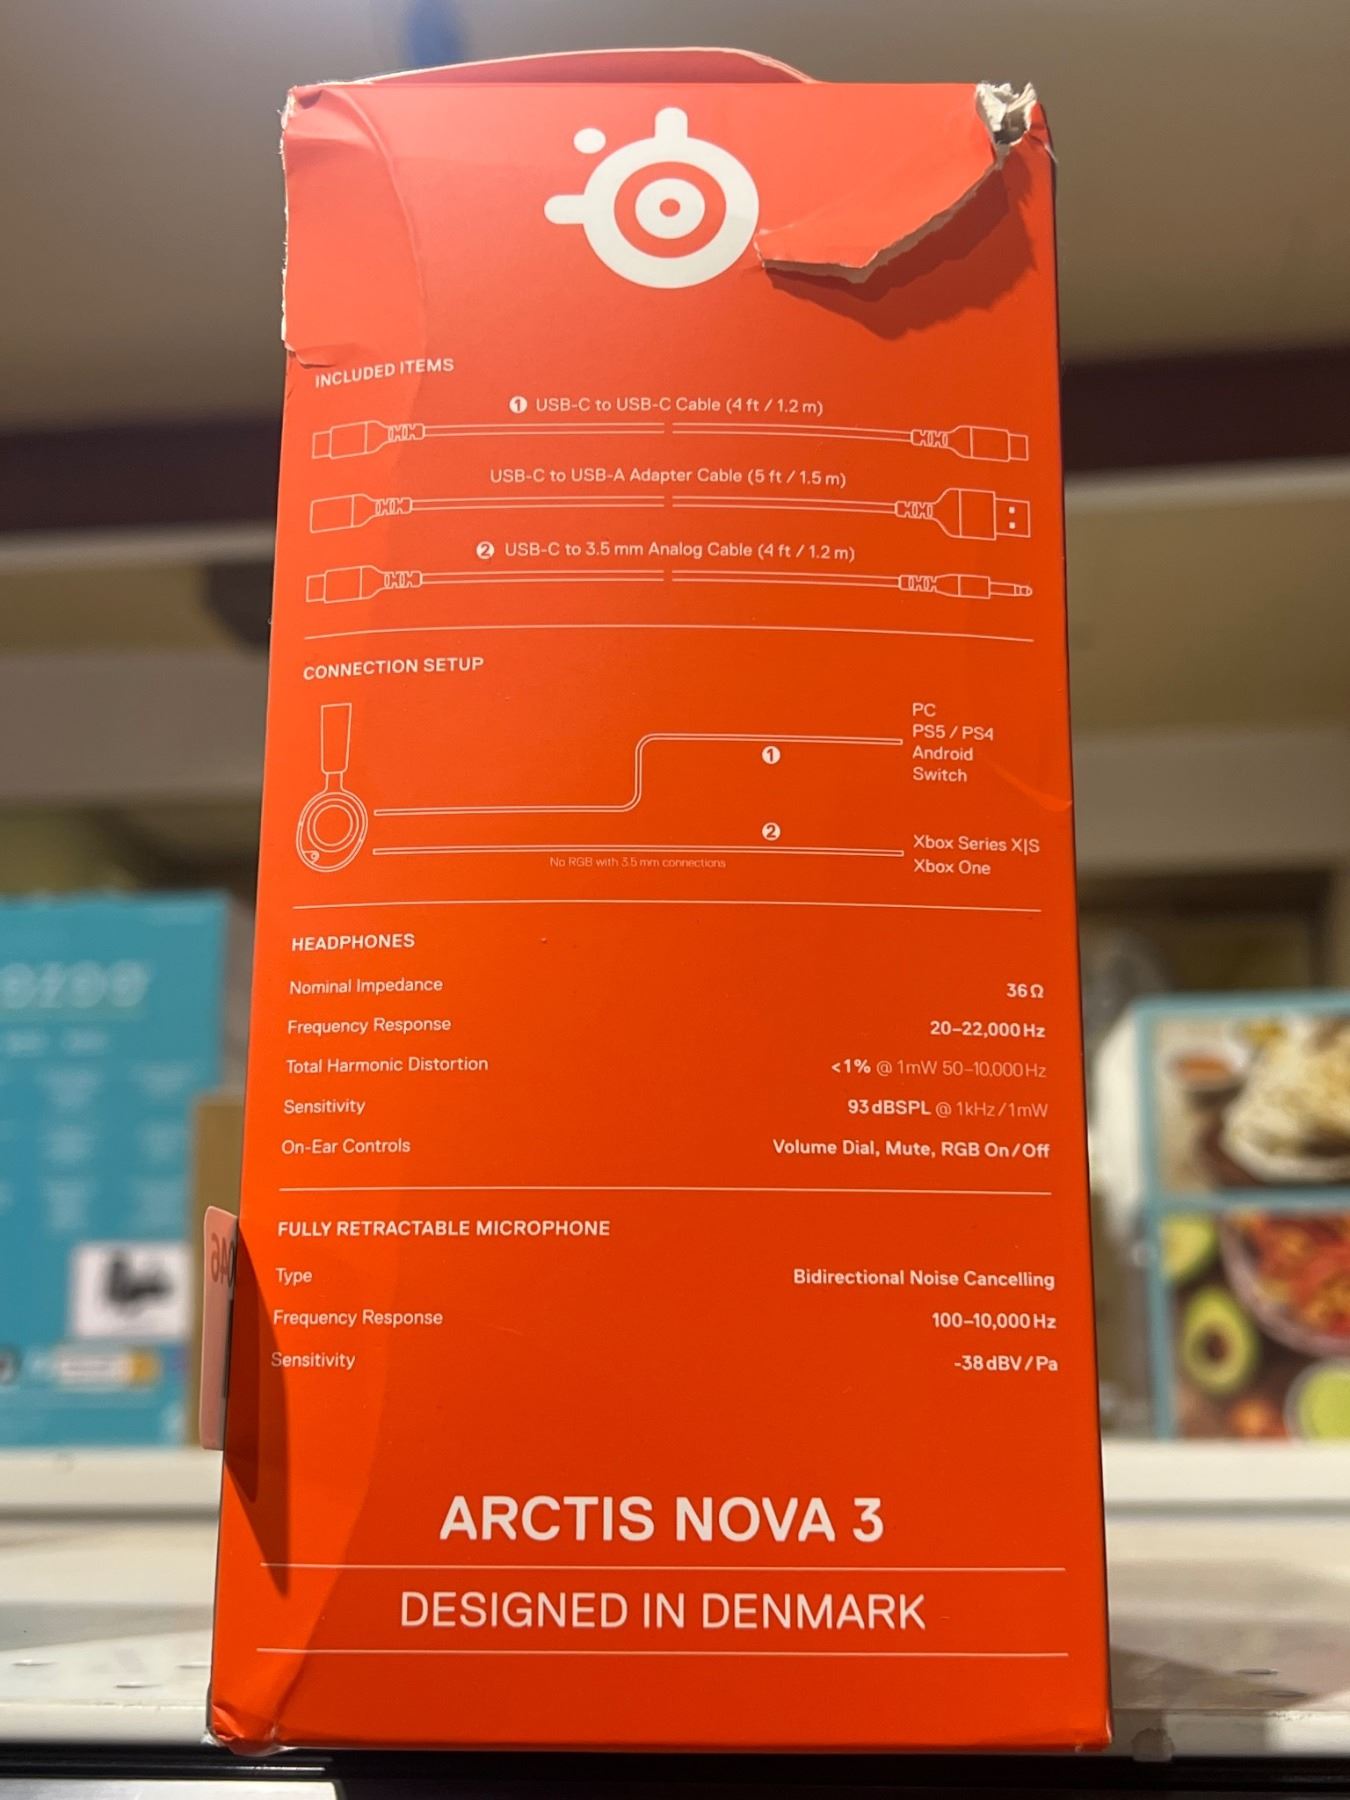 INCLUDED ITEMS
1 USB-C to USB-C Cable (4 ft / 1.2 m)
USB-C to USB-A Adapter Cable (5 ft / 1.5 m)
2 USB-C to 3.5 mm Analog Cable (4 ft / 1.2 m)
CONNECTION SETUP
1
PC
PS5 / PS4
Android
Switch
2
No RGB with 3.5 mm connections
Xbox Series X|S
Xbox One
HEADPHONES
Nominal Impedance 36 Ω
Frequency Response 20–22,000 Hz
Total Harmonic Distortion <1% @ 1mW 50–10,000 Hz
Sensitivity 93 dBSPL @ 1kHz / 1mW
On-Ear Controls Volume Dial, Mute, RGB On / Off
FULLY RETRACTABLE MICROPHONE
Type Bidirectional Noise Cancelling
Frequency Response 100–10,000 Hz
Sensitivity -38 dBV / Pa
ARCTIS NOVA 3
DESIGNED IN DENMARK